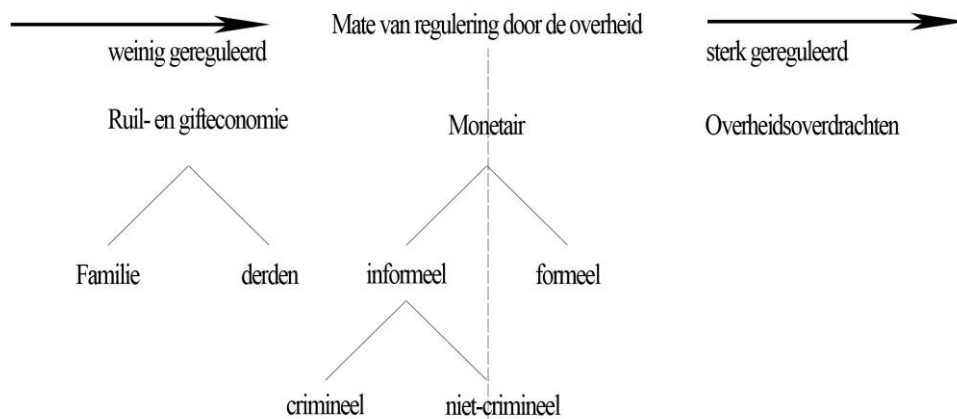 Mate van regulering door de overheid
weinig gereguleerd
sterk gereguleerd
Ruil- en gifteconomie
Monetair
Overheidsoverdrachten
Familie
derden
informeel
formeel
crimineel
niet-crimineel